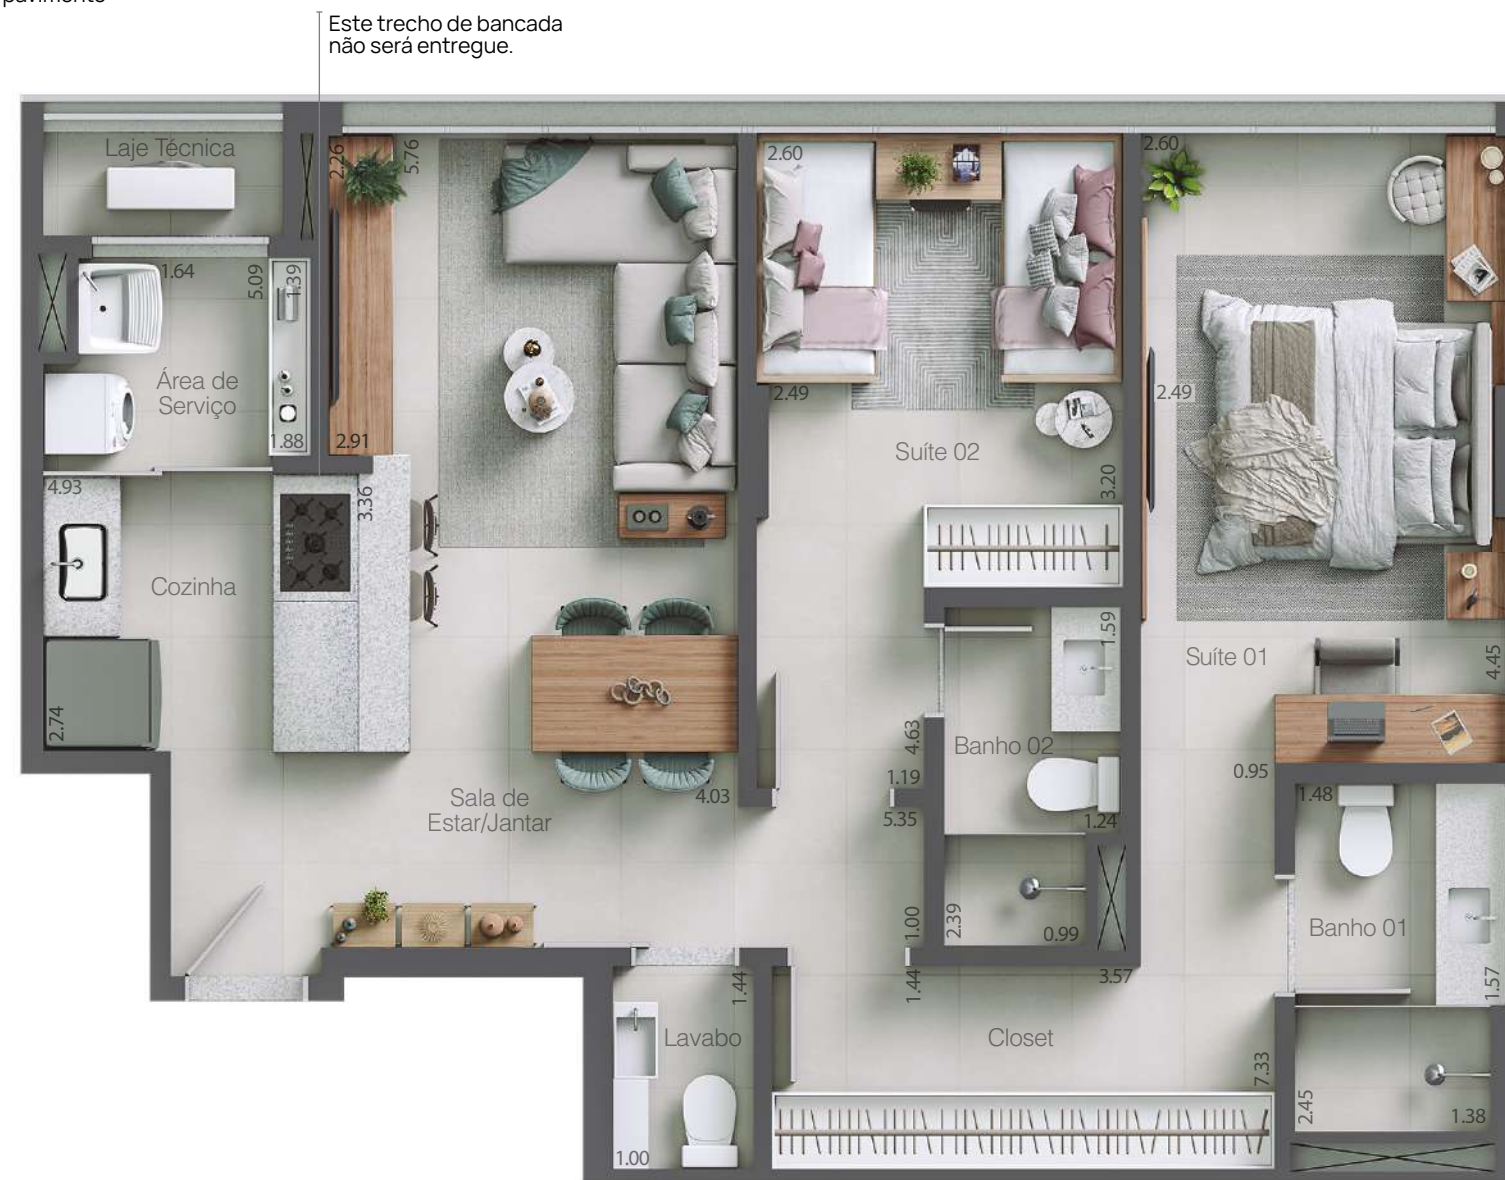 pavimento
Este trecho de bancada
não será entregue.
Laje Técnica
2.26
5.76
2.60
2.60
1.64
5.09
1.39
Área de
Serviço
1.88
2.91
2.49
2.49
Suíte 02
3.20
4.93
3.36
Cozinha
1.59
Suíte 01
4.45
2.74
4.63
Banho 02
0.95
1.19
1.48
Sala de
Estar/Jantar
4.03
5.35
1.24
1.00
2.39
0.99
Banho 01
1.44
1.44
3.57
1.57
Lavabo
Closet
7.33
2.45
1.38
1.00